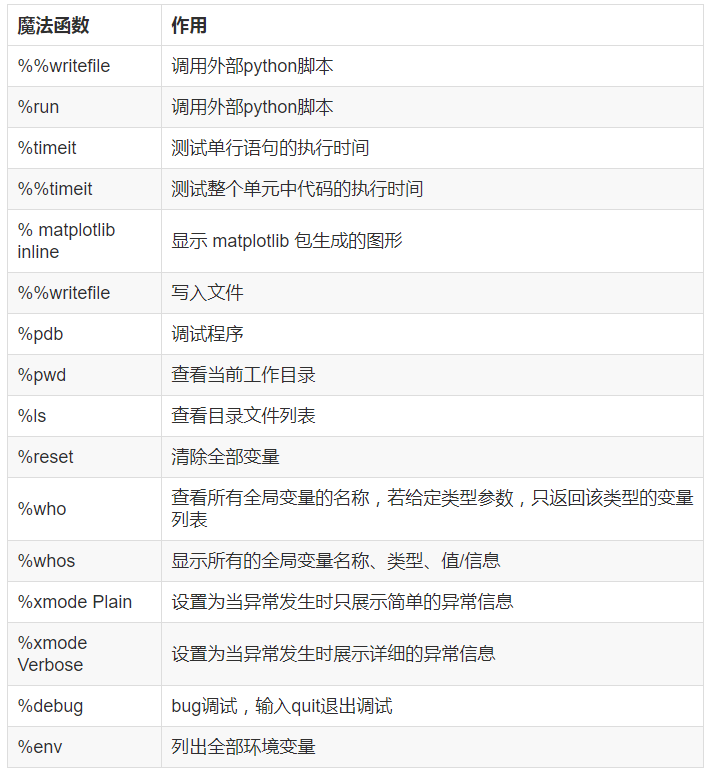 魔法函数 作用
%%writefile 调用外部python脚本
%run 调用外部python脚本
%timeit 测试单行语句的执行时间
%%timeit 测试整个单元中代码的执行时间
% matplotlib
inline
显示 matplotlib 包生成的图形
%%writefile 写入文件
%pdb 调试程序
%pwd 查看当前工作目录
%ls 查看目录文件列表
%reset 清除全部变量
%who
查看所有全局变量的名称，若给定类型参数，只返回该类型的变量
列表
%whos 显示所有的全局变量名称、类型、值/信息
%xmode Plain 设置为当异常发生时只展示简单的异常信息
%xmode
Verbose
设置为当异常发生时展示详细的异常信息
%debug bug调试，输入quit退出调试
%env 列出全部环境变量